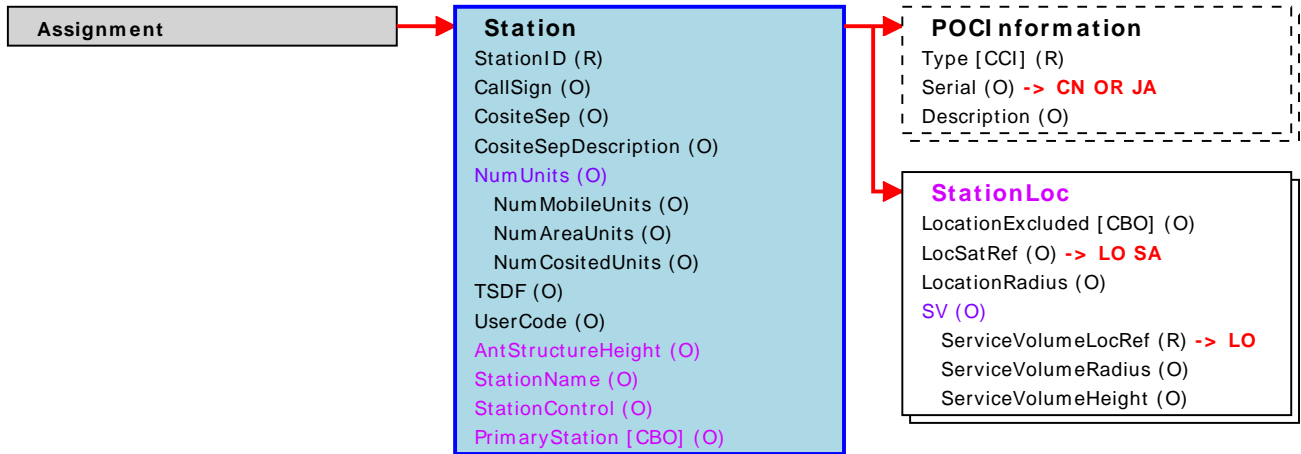 Assignment
Station
StationID (R)
CallSign (O)
CositeSep (O)
CositeSepDescription (O)
NumUnits (O)
NumMobileUnits (O)
NumAreaUnits (O)
NumCositedUnits (O)
TSDF (O)
UserCode (O)
AntStructureHeight (O)
StationName (O)
StationControl (O)
PrimaryStation [CBO] (O)
POCInformation
Type [CCI] (R)
Serial (O) -> CN OR JA
Description (O)
StationLoc
LocationExcluded [CBO] (O)
LocSatRef (O) -> LO SA
LocationRadius (O)
SV (O)
ServiceVolumeLocRef (R) -> LO
ServiceVolumeRadius (O)
ServiceVolumeHeight (O)